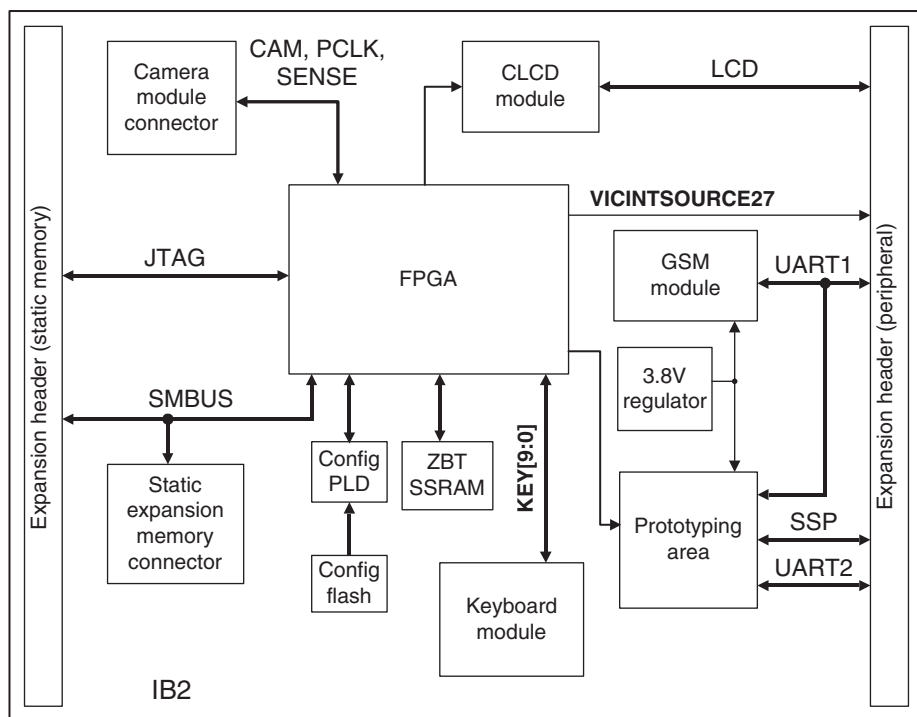 CAM, PCLK,
SENSE
Camera
module
connector
CLCD
module
LCD
VICINTSOURCE27
JTAG
FPGA
GSM
module
UART1
Expansion header (static memory)
Expansion header (peripheral)
3.8V
regulator
SMBUS
Config
PLD
ZBT
SSRAM
KEY[9:0]
Static
expansion
memory
connector
Prototyping
area
SSP
UART2
Config
flash
Keyboard
module
IB2